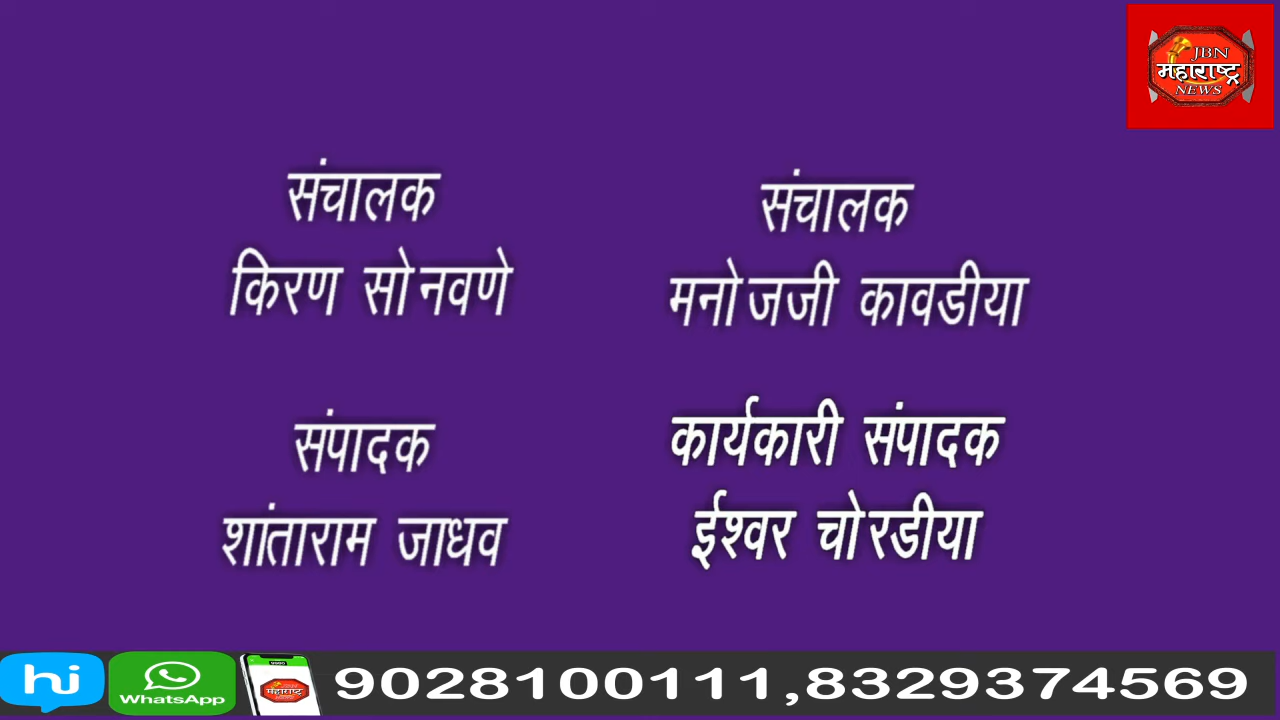 JBN
महाराष्ट्र
NEWS
संचालक
किरण सोनवणे
संचालक
मनोजजी कावडीया
संपादक
शांताराम जाधव
कार्यकारी संपादक
ईश्वर चोरडीया
hi
WhatsApp
महाराष्ट्र
9028100111,8329374569